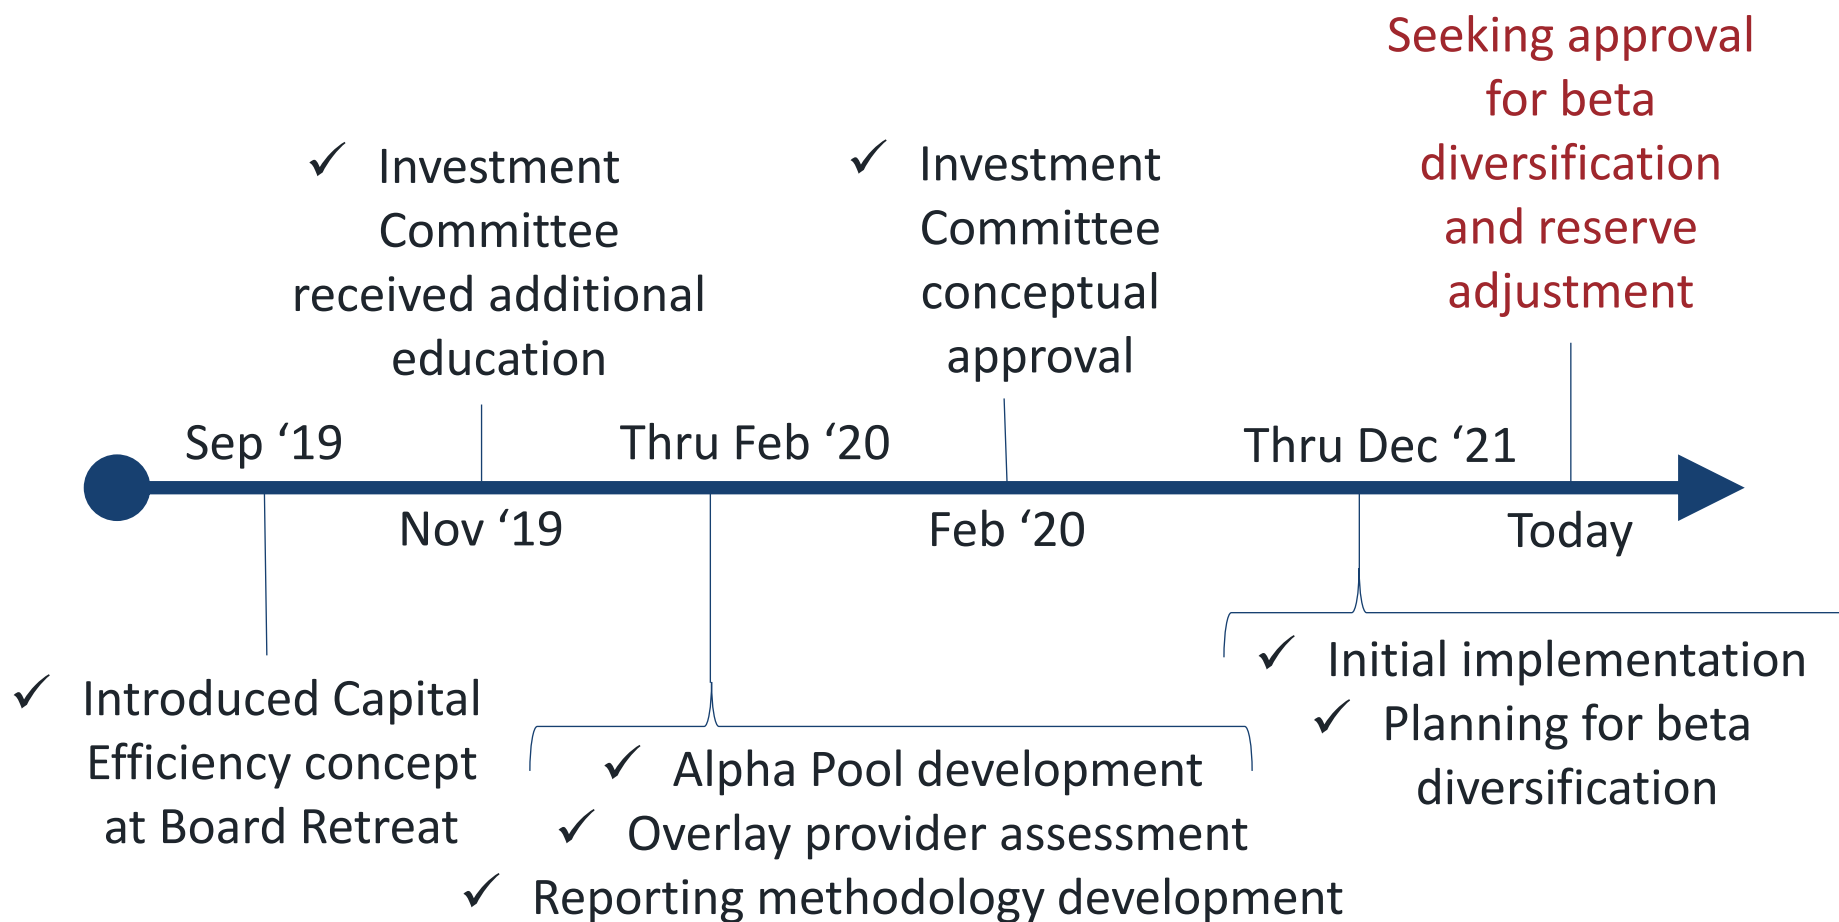 Seeking approval
for beta
diversification
and reserve
adjustment
✓ Investment
Committee
received additional
education
✓ Investment
Committee
conceptual
approval
Sep ‘19
Thru Feb ‘20
Thru Dec ‘21
Nov ‘19
Feb ‘20
Today
✓ Introduced Capital
Efficiency concept
at Board Retreat
✓ Alpha Pool development
✓ Overlay provider assessment
✓ Reporting methodology development
✓ Initial implementation
✓ Planning for beta
diversification